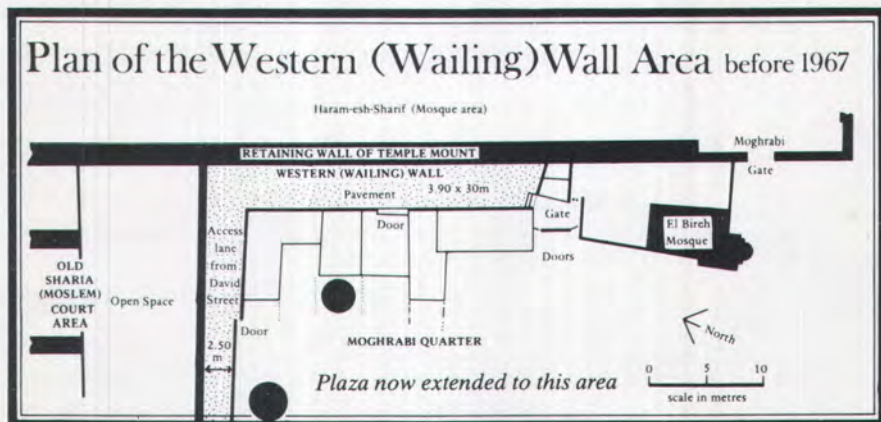 Plan of the Western (Wailing) Wall Area before 1967
Haram-esh-Sharif (Mosque area)
Moghrabi
Gate
RETAINING WALL OF TEMPLE MOUNT
WESTERN (WAILING) WALL
Pavement 3.90 x 30m
Access
lane
from
David
Street
Door
Gate
Doors
El Bireh
Mosque
OLD
SHARIA
(MOSLEM)
COURT
AREA
Open Space
Door
2.50
m
MOGHRABI QUARTER
North
Plaza now extended to this area
0 5 10
scale in metres